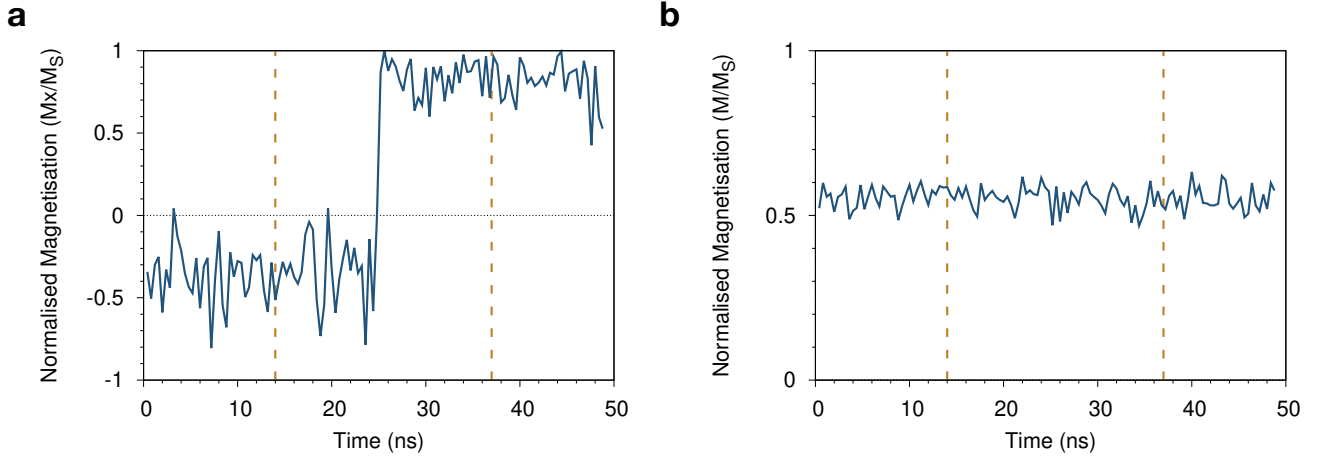 a
Normalised Magnetisation (Mx/MS)
1
0.5
0
-0.5
-1
0 10 20 30 40 50
Time (ns)
b
Normalised Magnetisation (M/MS)
1
0.5
0
0 10 20 30 40 50
Time (ns)